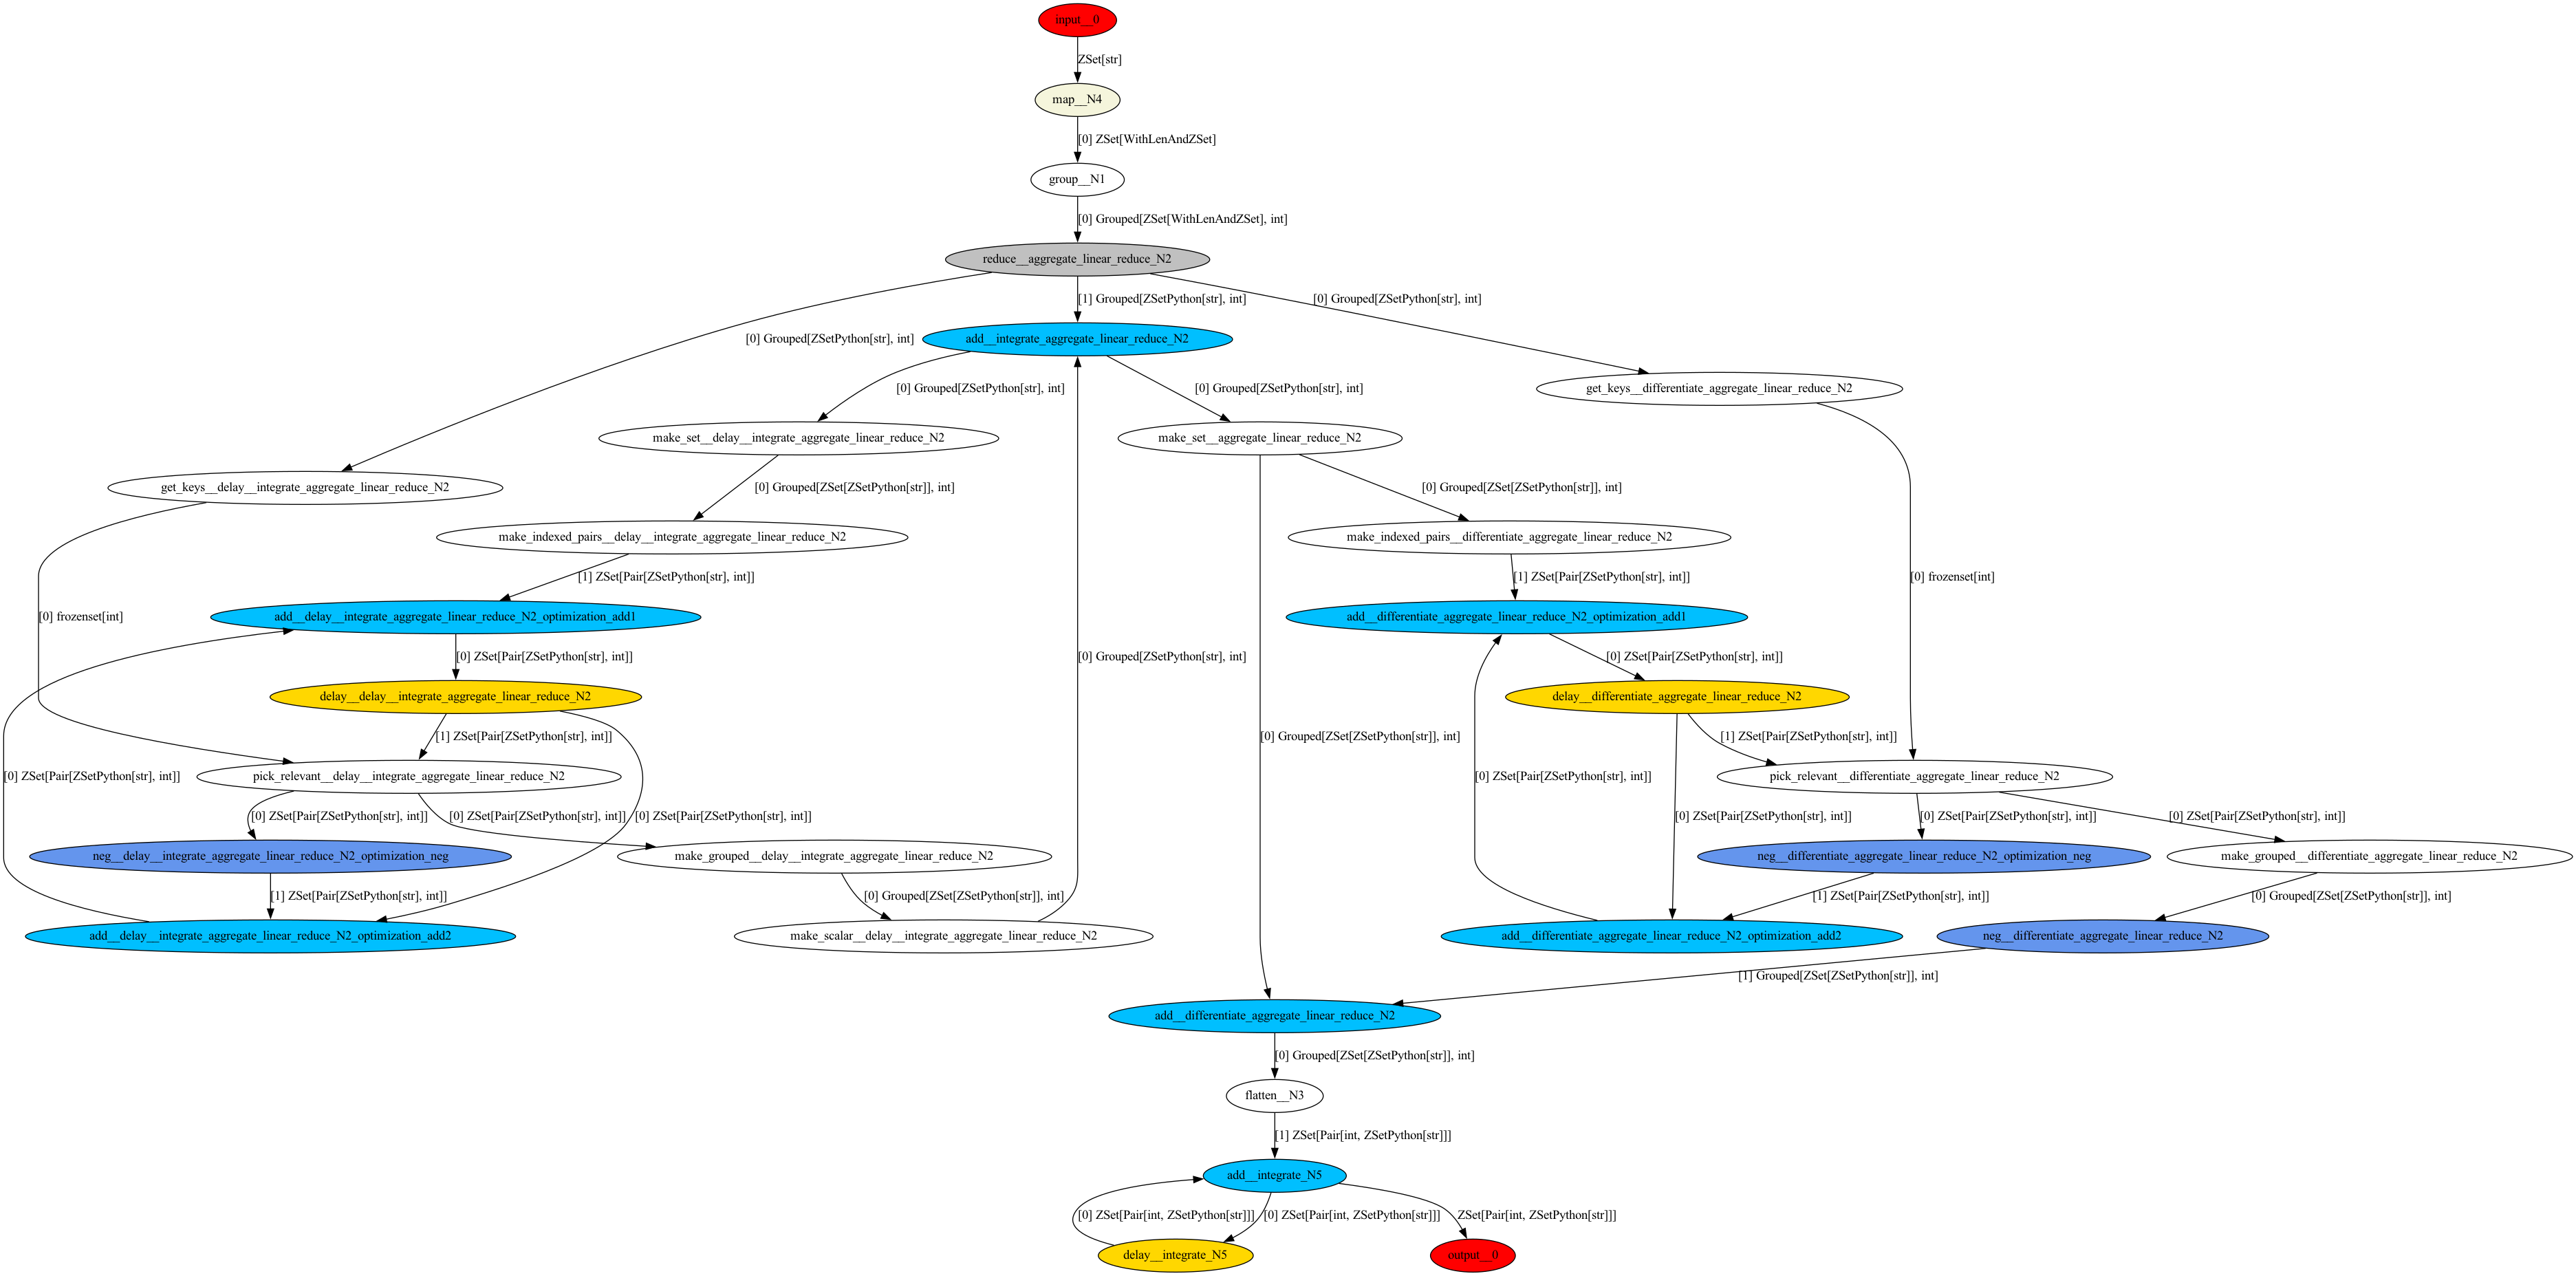 input__0
ZSet[str]
map__N4
[0] ZSet[WithLenAndZSet]
group__N1
[0] Grouped[ZSet[WithLenAndZSet], int]
reduce__aggregate_linear_reduce_N2
[0] Grouped[ZSetPython[str], int]
[1] Grouped[ZSetPython[str], int]
[0] Grouped[ZSetPython[str], int]
add__integrate_aggregate_linear_reduce_N2
[0] Grouped[ZSetPython[str], int]
[0] Grouped[ZSetPython[str], int]
get_keys__differentiate_aggregate_linear_reduce_N2
make_set__delay__integrate_aggregate_linear_reduce_N2
make_set__aggregate_linear_reduce_N2
get_keys__delay__integrate_aggregate_linear_reduce_N2
[0] Grouped[ZSet[ZSetPython[str]], int]
[0] Grouped[ZSet[ZSetPython[str]], int]
make_indexed_pairs__delay__integrate_aggregate_linear_reduce_N2
make_indexed_pairs__differentiate_aggregate_linear_reduce_N2
[1] ZSet[Pair[ZSetPython[str], int]]
[1] ZSet[Pair[ZSetPython[str], int]]
[0] frozenset[int]
[0] frozenset[int]
add__delay__integrate_aggregate_linear_reduce_N2_optimization_add1
add__differentiate_aggregate_linear_reduce_N2_optimization_add1
[0] ZSet[Pair[ZSetPython[str], int]]
[0] Grouped[ZSetPython[str], int]
[0] ZSet[Pair[ZSetPython[str], int]]
delay__delay__integrate_aggregate_linear_reduce_N2
delay__differentiate_aggregate_linear_reduce_N2
[1] ZSet[Pair[ZSetPython[str], int]]
[0] Grouped[ZSet[ZSetPython[str]], int]
[1] ZSet[Pair[ZSetPython[str], int]]
[0] ZSet[Pair[ZSetPython[str], int]]
pick_relevant__delay__integrate_aggregate_linear_reduce_N2
[0] ZSet[Pair[ZSetPython[str], int]]
pick_relevant__differentiate_aggregate_linear_reduce_N2
[0] ZSet[Pair[ZSetPython[str], int]]
[0] ZSet[Pair[ZSetPython[str], int]]
[0] ZSet[Pair[ZSetPython[str], int]]
[0] ZSet[Pair[ZSetPython[str], int]]
[0] ZSet[Pair[ZSetPython[str], int]]
[0] ZSet[Pair[ZSetPython[str], int]]
neg__delay__integrate_aggregate_linear_reduce_N2_optimization_neg
make_grouped__delay__integrate_aggregate_linear_reduce_N2
neg__differentiate_aggregate_linear_reduce_N2_optimization_neg
make_grouped__differentiate_aggregate_linear_reduce_N2
[1] ZSet[Pair[ZSetPython[str], int]]
[0] Grouped[ZSet[ZSetPython[str]], int]
[1] ZSet[Pair[ZSetPython[str], int]]
[0] Grouped[ZSet[ZSetPython[str]], int]
add__delay__integrate_aggregate_linear_reduce_N2_optimization_add2
make_scalar__delay__integrate_aggregate_linear_reduce_N2
add__differentiate_aggregate_linear_reduce_N2_optimization_add2
neg__differentiate_aggregate_linear_reduce_N2
[1] Grouped[ZSet[ZSetPython[str]], int]
add__differentiate_aggregate_linear_reduce_N2
[0] Grouped[ZSet[ZSetPython[str]], int]
flatten__N3
[1] ZSet[Pair[int, ZSetPython[str]]]
add__integrate_N5
[0] ZSet[Pair[int, ZSetPython[str]]]
[0] ZSet[Pair[int, ZSetPython[str]]]
ZSet[Pair[int, ZSetPython[str]]]
delay__integrate_N5
output__0